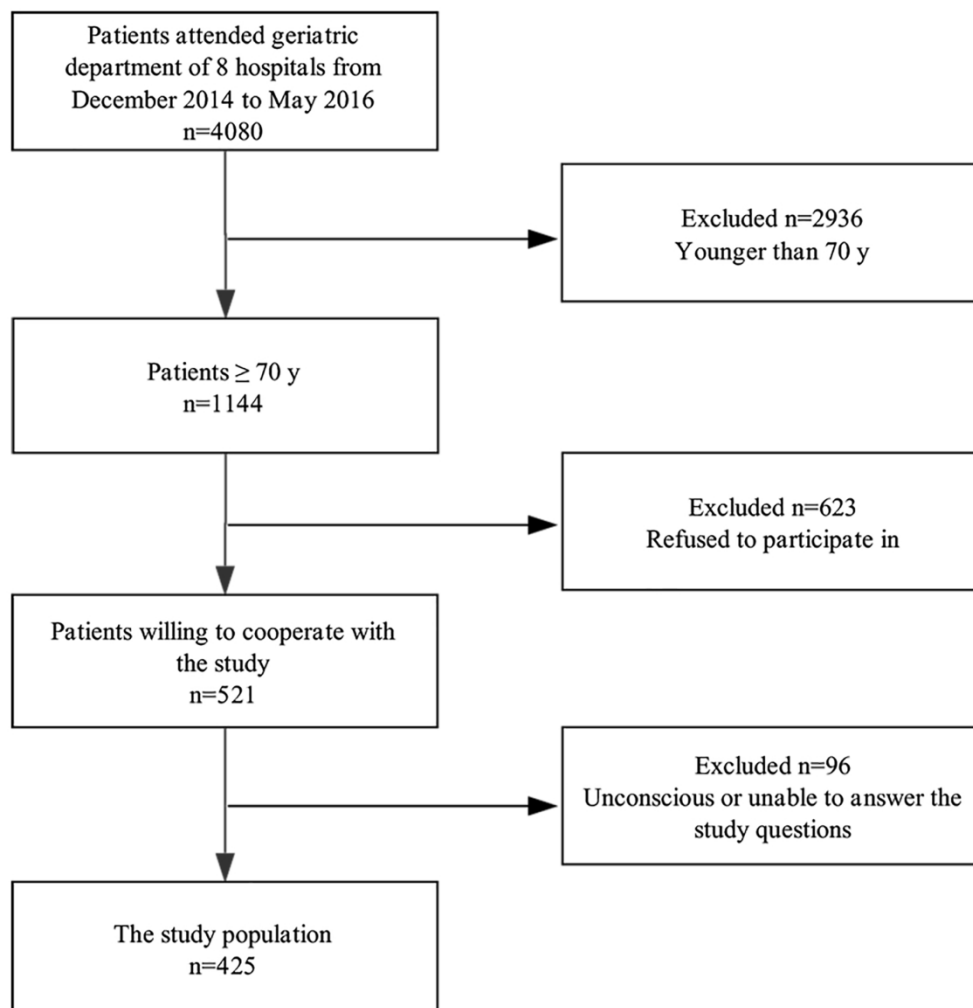 Patients attended geriatric
department of 8 hospitals from
December 2014 to May 2016
n=4080
Excluded n=2936
Younger than 70 y
Patients ≥ 70 y
n=1144
Excluded n=623
Refused to participate in
Patients willing to cooperate with
the study
n=521
Excluded n=96
Unconscious or unable to answer the
study questions
The study population
n=425